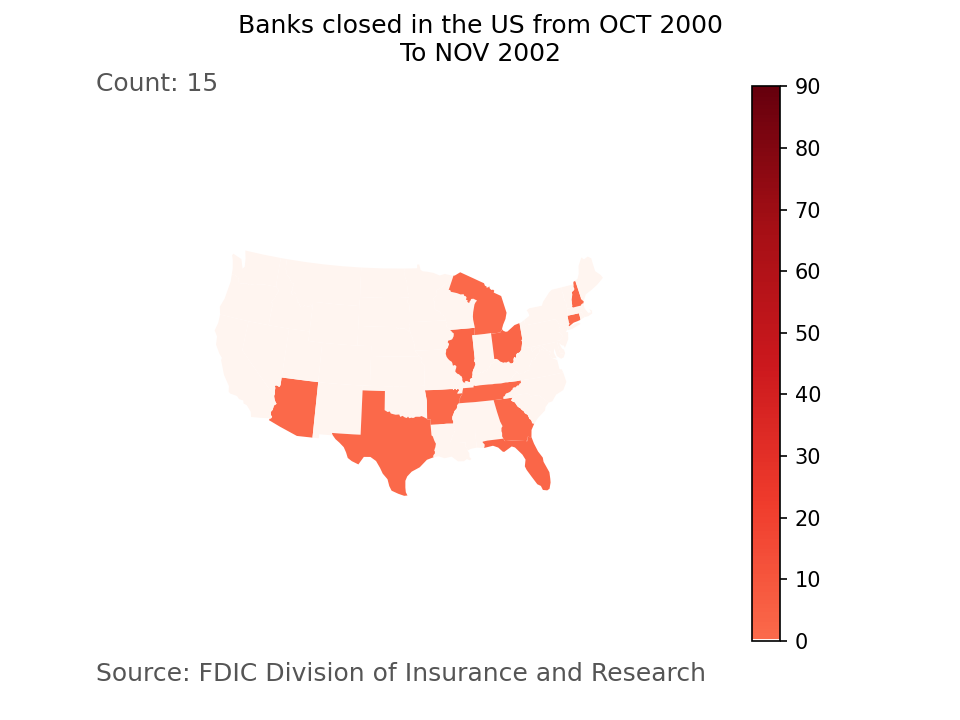 Banks closed in the US from OCT 2000
To NOV 2002
Count: 15
90
80
70
60
50
40
30
20
10
0
Source: FDIC Division of Insurance and Research